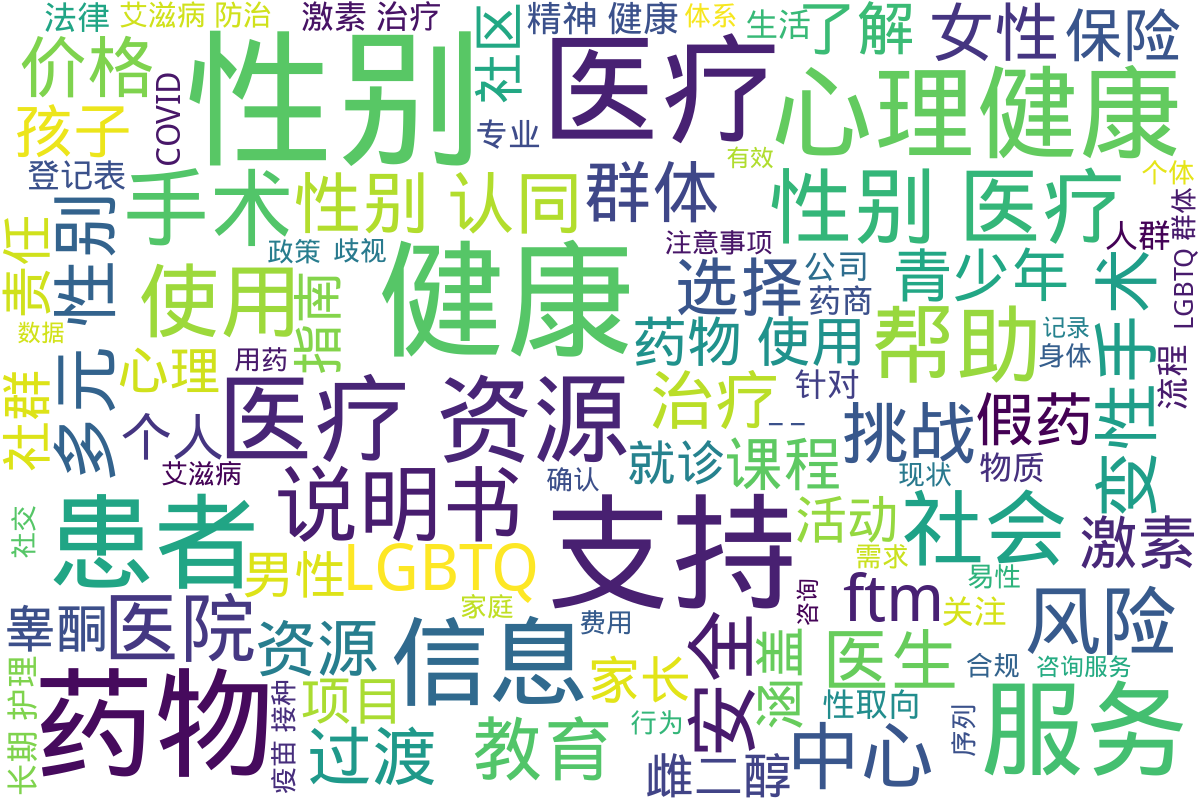 法律
艾滋病 防治
激素 治疗
社区
精神 健康
体系
生活
了解
女性
保险
价格
性别
医疗
心理健康
孩子
COVID
专业
有效
个体
登记表
手术
性别 认同
群体
性别 医疗
LGBTQ 群体
责任
性别
政策
歧视
注意事项
人群
使用
指南
健康
选择
公司
药商
青少年
变性手术
数据
多元
心理
用药
药物 使用
帮助
记录
身体
流程
社群
医疗 资源
治疗
针对
个人
--
挑战
假药
艾滋病
说明书
确认
就诊
课程
现状
物质
社交
患者
支持
活动
社会
激素
男性
LGBTQ
需求
易性
睾酮
医院
家庭
费用
咨询
ftm
关注
风险
资源
信息
安全
涵盖
医生
合规
咨询服务
长期 护理
药物
疫苗 接种
项目
家长
性取向
服务
过渡
教育
行为
雌二醇
中心
序列